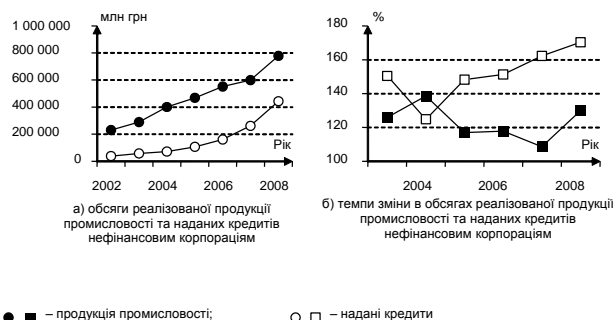 млн грн
1 000 000
800 000
600 000
400 000
200 000
0
Рік
2002 2004 2006 2008
а) обсяги реалізованої продукції
промисловості та наданих кредитів
нефінансовим корпораціям
%
180
160
140
120
100
Рік
2004 2006 2008
б) темпи зміни в обсягах реалізованої продукції
промисловості та наданих кредитів
нефінансовим корпораціям
– продукція промисловості;
– надані кредити